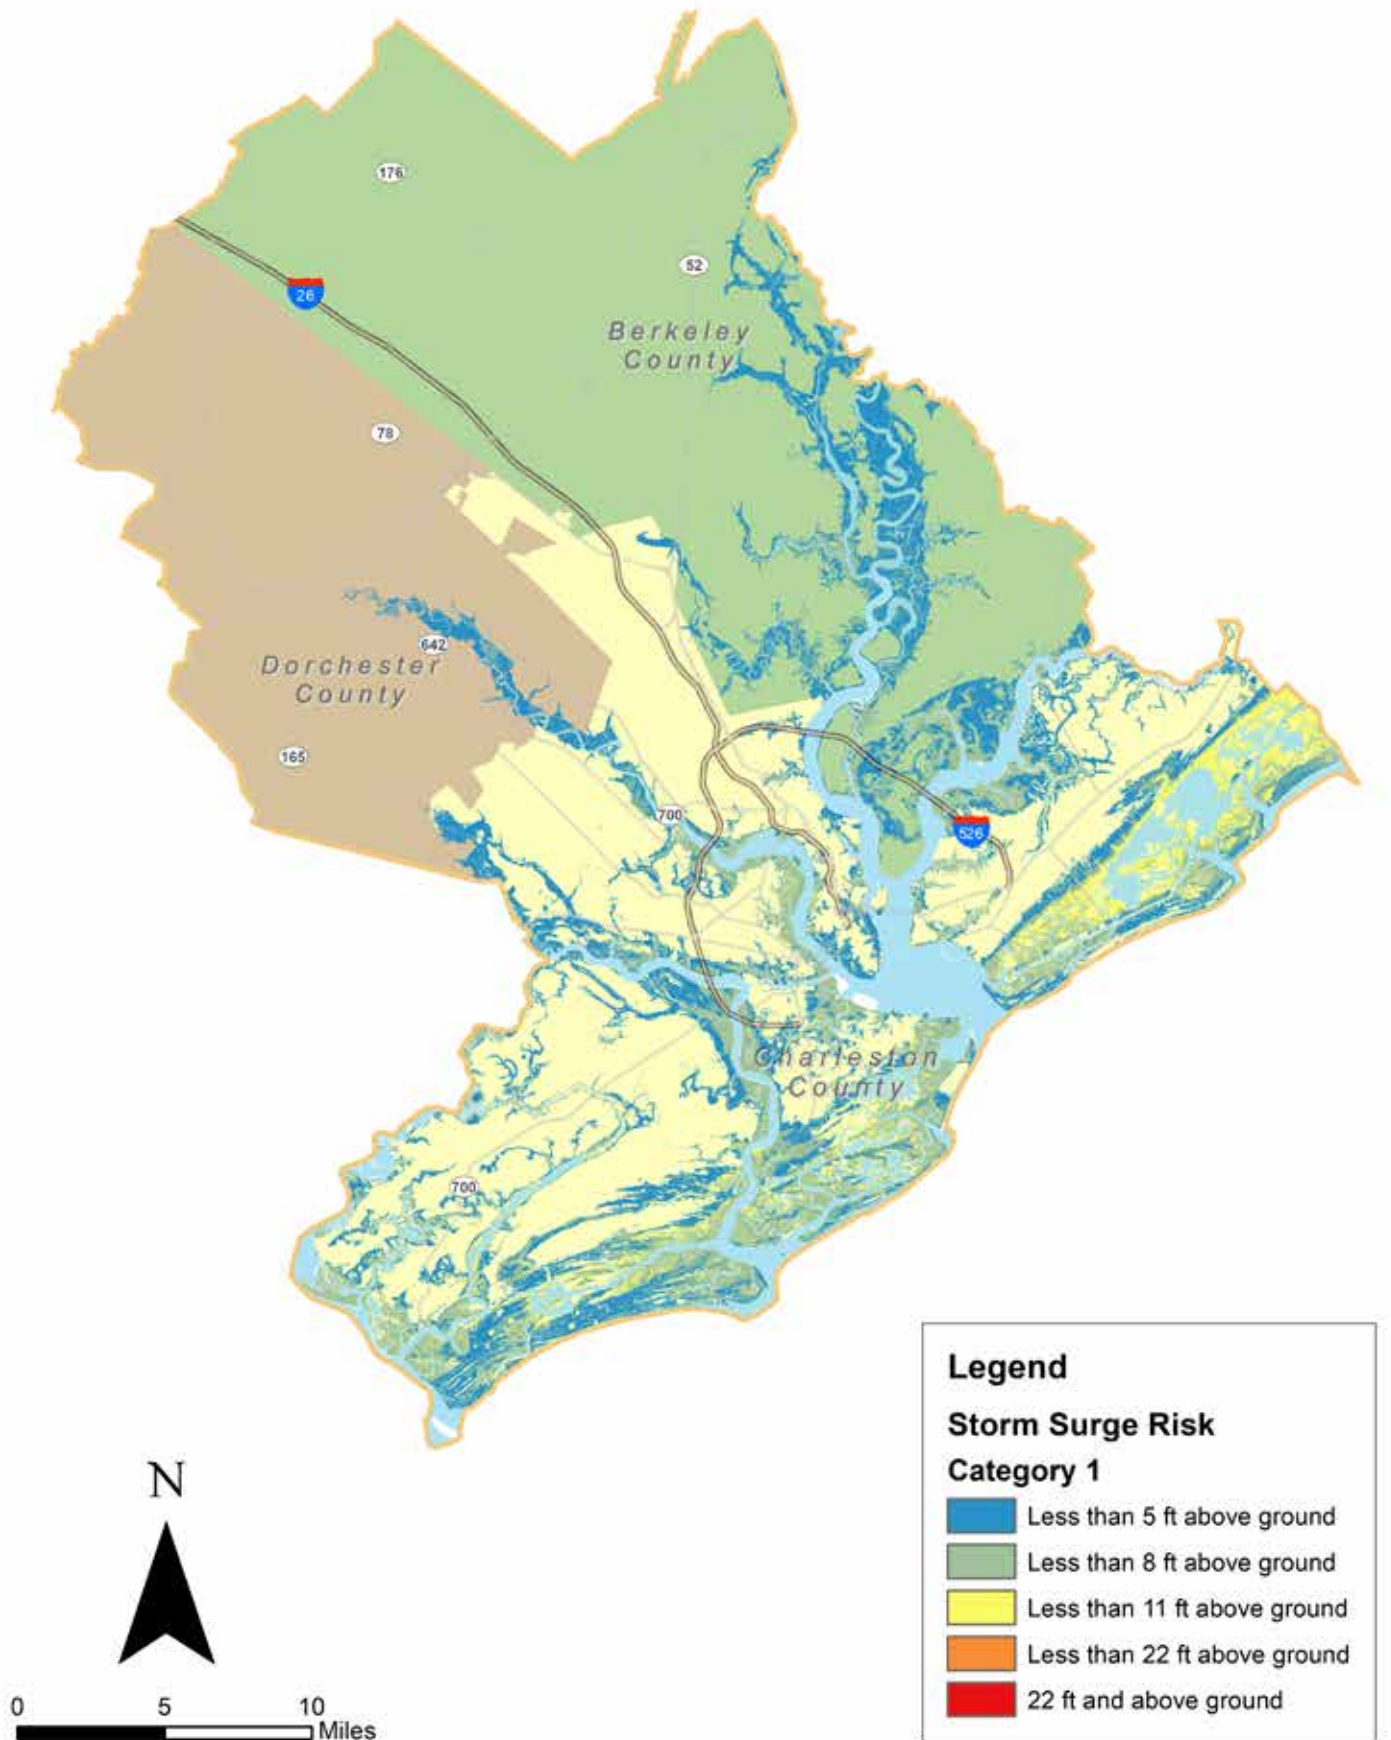 176
52
26
Berkeley
County
78
642
Dorchester
County
165
700
526
Charleston
County
700
Legend
Storm Surge Risk
Category 1
Less than 5 ft above ground
Less than 8 ft above ground
Less than 11 ft above ground
Less than 22 ft above ground
22 ft and above ground
N
0 5 10
Miles